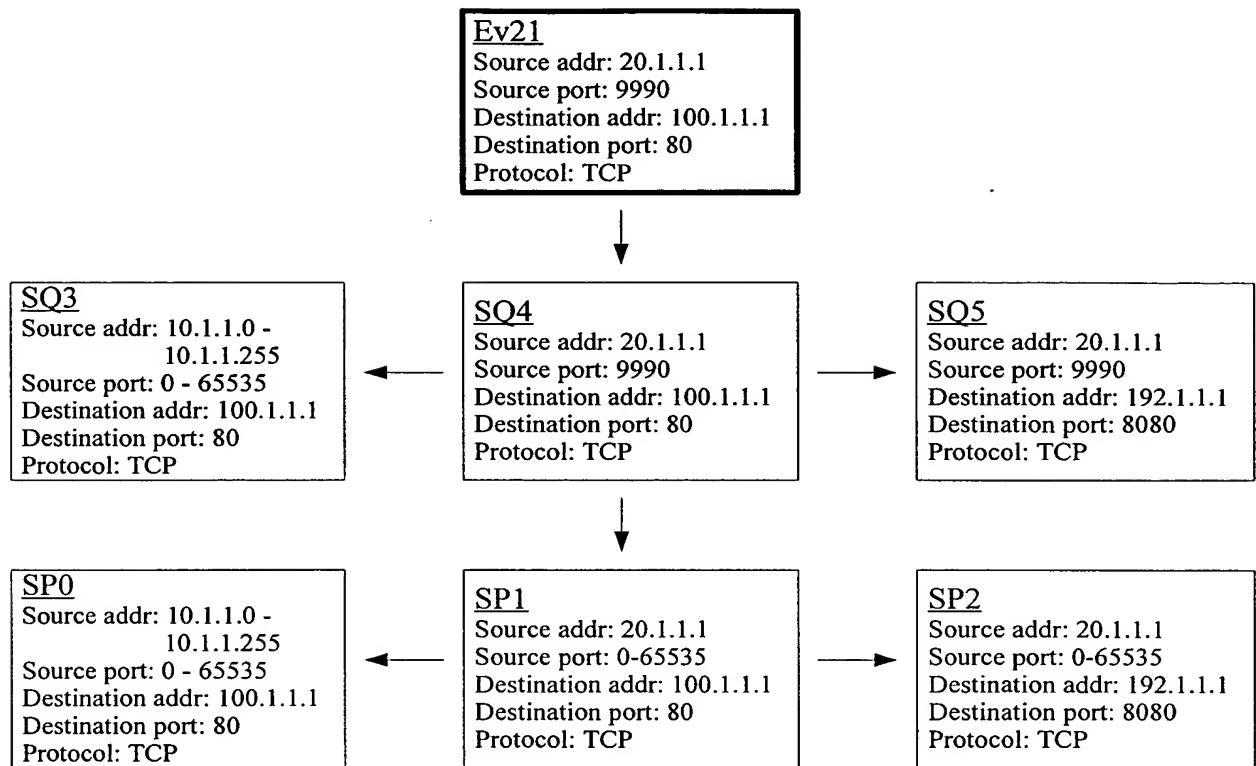 Ev21
Source addr: 20.1.1.1
Source port: 9990
Destination addr: 100.1.1.1
Destination port: 80
Protocol: TCP
SQ3
Source addr: 10.1.1.0 -
10.1.1.255
Source port: 0 - 65535
Destination addr: 100.1.1.1
Destination port: 80
Protocol: TCP
SQ4
Source addr: 20.1.1.1
Source port: 9990
Destination addr: 100.1.1.1
Destination port: 80
Protocol: TCP
SQ5
Source addr: 20.1.1.1
Source port: 9990
Destination addr: 192.1.1.1
Destination port: 8080
Protocol: TCP
SP0
Source addr: 10.1.1.0 -
10.1.1.255
Source port: 0 - 65535
Destination addr: 100.1.1.1
Destination port: 80
Protocol: TCP
SP1
Source addr: 20.1.1.1
Source port: 0-65535
Destination addr: 100.1.1.1
Destination port: 80
Protocol: TCP
SP2
Source addr: 20.1.1.1
Source port: 0-65535
Destination addr: 192.1.1.1
Destination port: 8080
Protocol: TCP